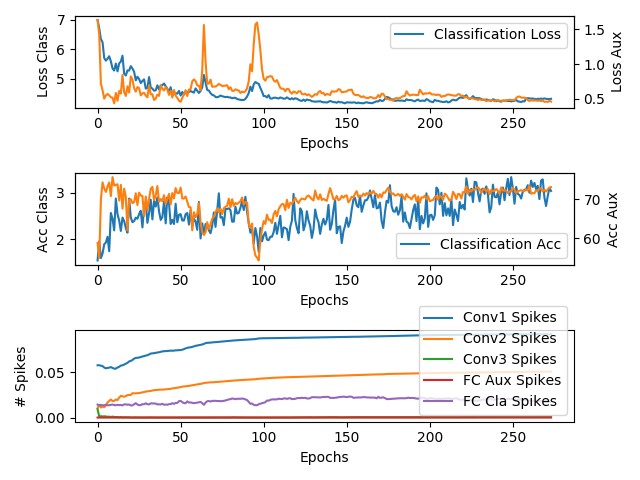 7
6
5
Loss Class
1.5
1.0
0.5
Loss Aux
Classification Loss
0
50
100
150
200
250
Epochs
3
2
Acc Class
70
60
Acc Aux
Classification Acc
0
50
100
150
200
250
Epochs
0.05
0.00
# Spikes
Conv1 Spikes
Conv2 Spikes
Conv3 Spikes
FC Aux Spikes
FC Cla Spikes
0
50
100
150
200
250
Epochs